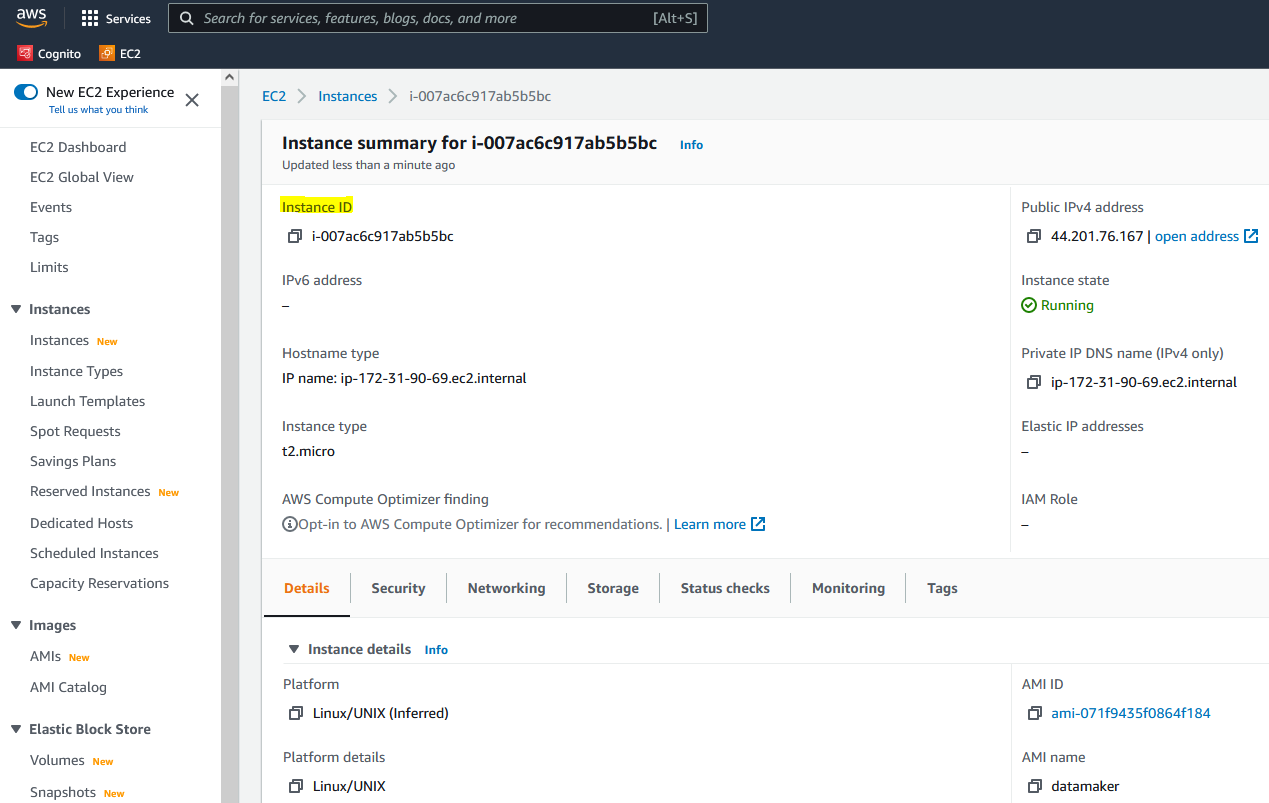 aws
Services
Search for services, features, blogs, docs, and more
[Alt+S]
Cognito
EC2
New EC2 Experience
Tell us what you think
EC2 Dashboard
EC2 Global View
Events
Tags
Limits
Instances
Instances New
Instance Types
Launch Templates
Spot Requests
Savings Plans
Reserved Instances New
Dedicated Hosts
Scheduled Instances
Capacity Reservations
Images
AMIs New
AMI Catalog
Elastic Block Store
Volumes New
Snapshots New
EC2 Instances i-007ac6c917ab5b5bc
Instance summary for i-007ac6c917ab5b5bc Info
Updated less than a minute ago
Instance ID
i-007ac6c917ab5b5bc
IPv6 address
–
Hostname type
IP name: ip-172-31-90-69.ec2.internal
Instance type
t2.micro
AWS Compute Optimizer finding
Opt-in to AWS Compute Optimizer for recommendations. | Learn more
Public IPv4 address
44.201.76.167 | open address
Instance state
Running
Private IP DNS name (IPv4 only)
ip-172-31-90-69.ec2.internal
Elastic IP addresses
–
IAM Role
–
Details Security Networking Storage Status checks Monitoring Tags
Instance details Info
Platform
Linux/UNIX (Inferred)
Platform details
Linux/UNIX
AMI ID
ami-071f9435f0864f184
AMI name
datamaker